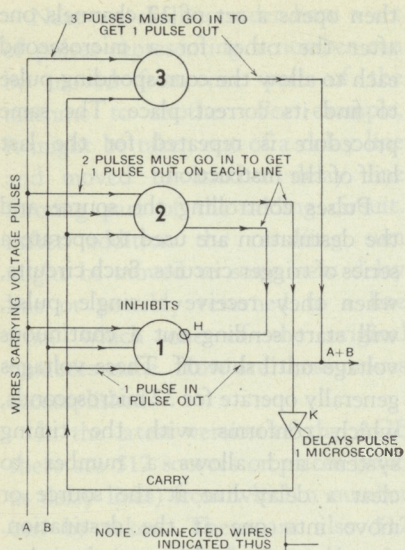 3 PULSES MUST GO IN TO
GET 1 PULSE OUT
3
2 PULSES MUST GO IN TO GET
1 PULSE OUT ON EACH LINE
2
WIRES CARRYING VOLTAGE PULSES
INHIBITS
H
1
A+B
1 PULSE IN
1 PULSE OUT
K
DELAYS PULSE
1 MICROSECOND
CARRY
A B
NOTE · CONNECTED WIRES
INDICATED THUS